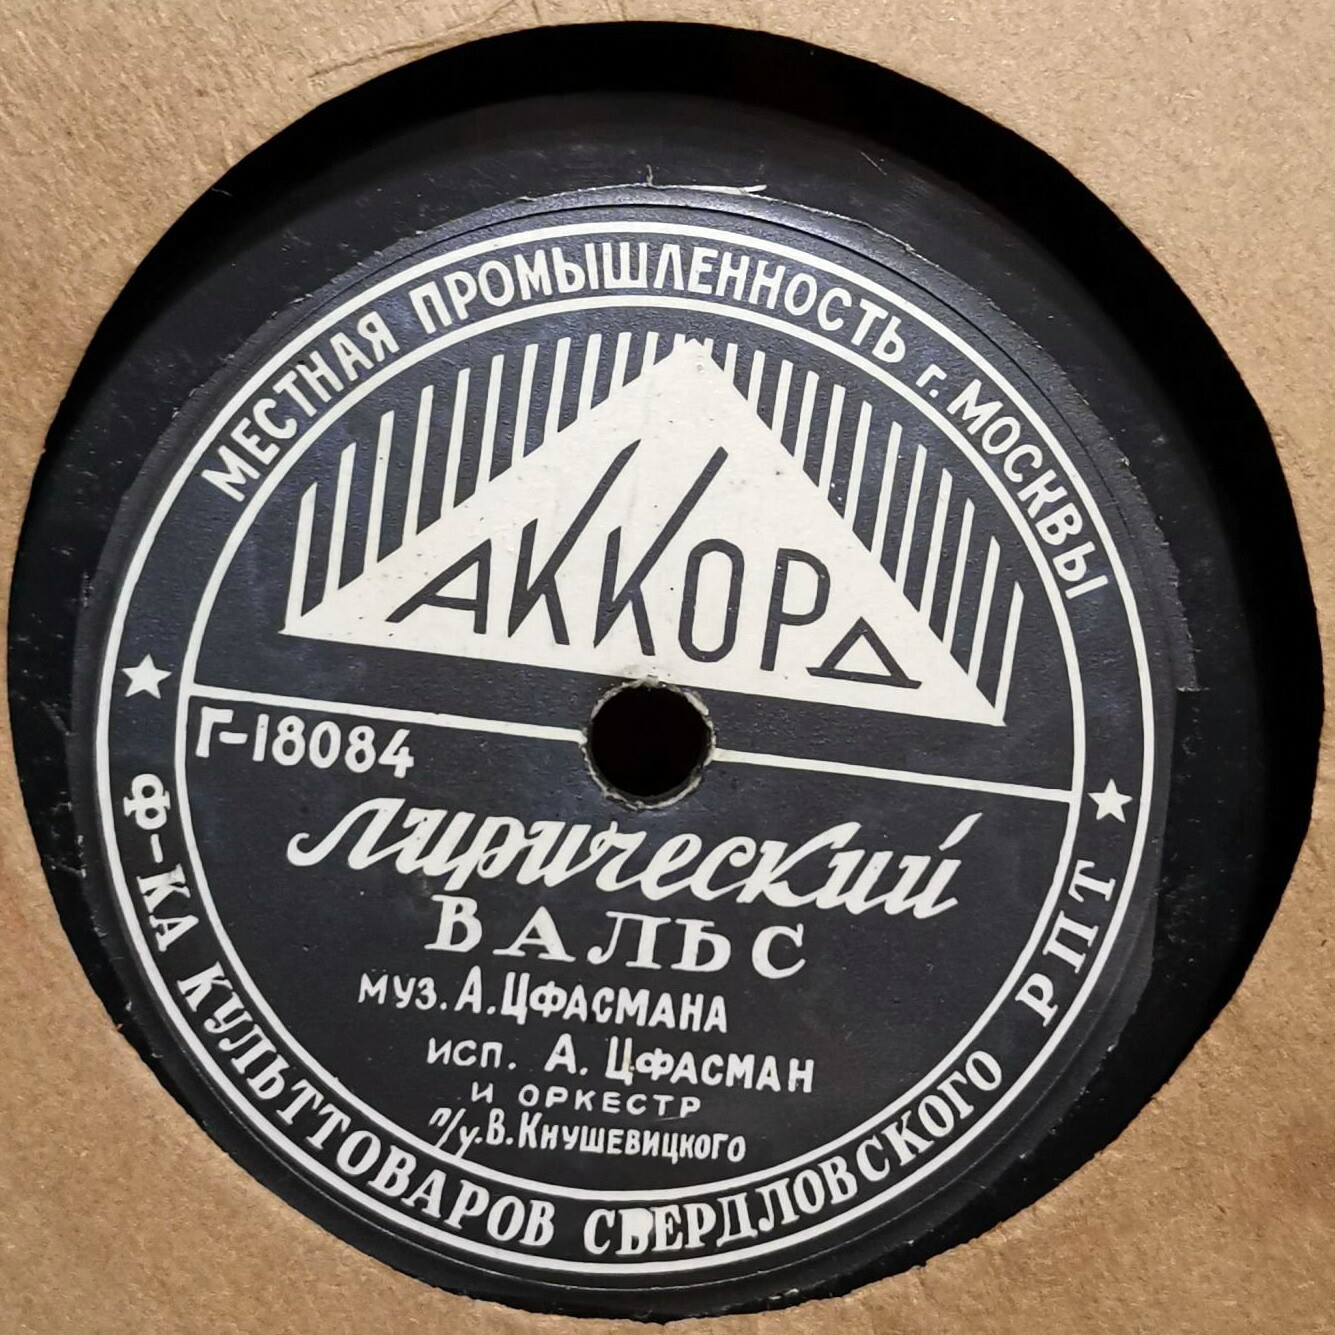 МЕСТНАЯ ПРОМЫШЛЕННОСТЬ г. МОСКВЫ
АККОРД
Г-18084
Лирический
ВАЛЬС
МУЗ. А. ЦФАСМАНА
ИСП. А. ЦФАСМАН
И ОРКЕСТР
п/у. В. КНУШЕВИЦКОГО
Ф-КА КУЛЬТТОВАРОВ СВЕРДЛОВСКОГО РПТ